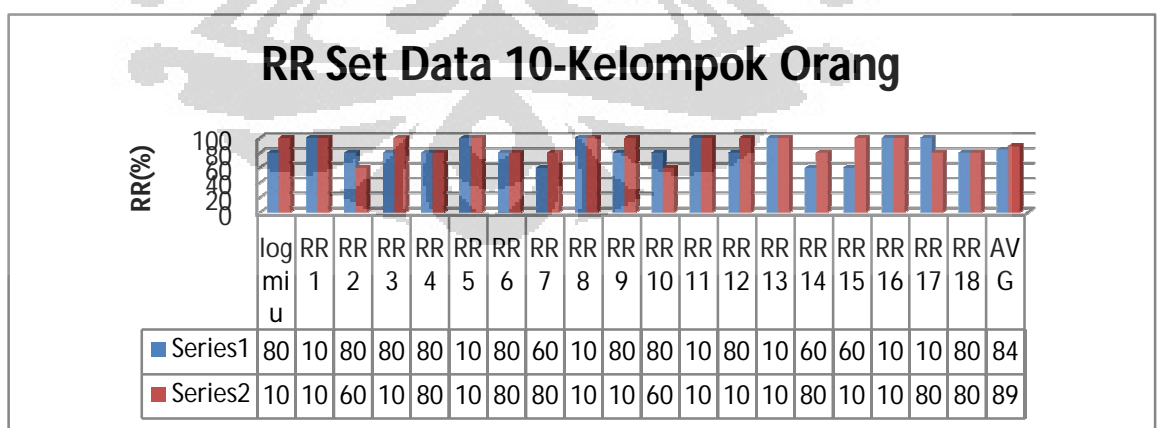 RR Set Data 10-Kelompok Orang
RR(%)
100
80
60
40
20
0
log mi u RR 1 RR 2 RR 3 RR 4 RR 5 RR 6 RR 7 RR 8 RR 9 RR 10 RR 11 RR 12 RR 13 RR 14 RR 15 RR 16 RR 17 RR 18 AV G
Series1 80 10 80 80 80 10 80 60 10 80 80 10 80 10 60 60 10 10 80 84
Series2 10 10 60 10 80 10 80 80 10 10 60 10 10 10 80 10 10 80 80 89